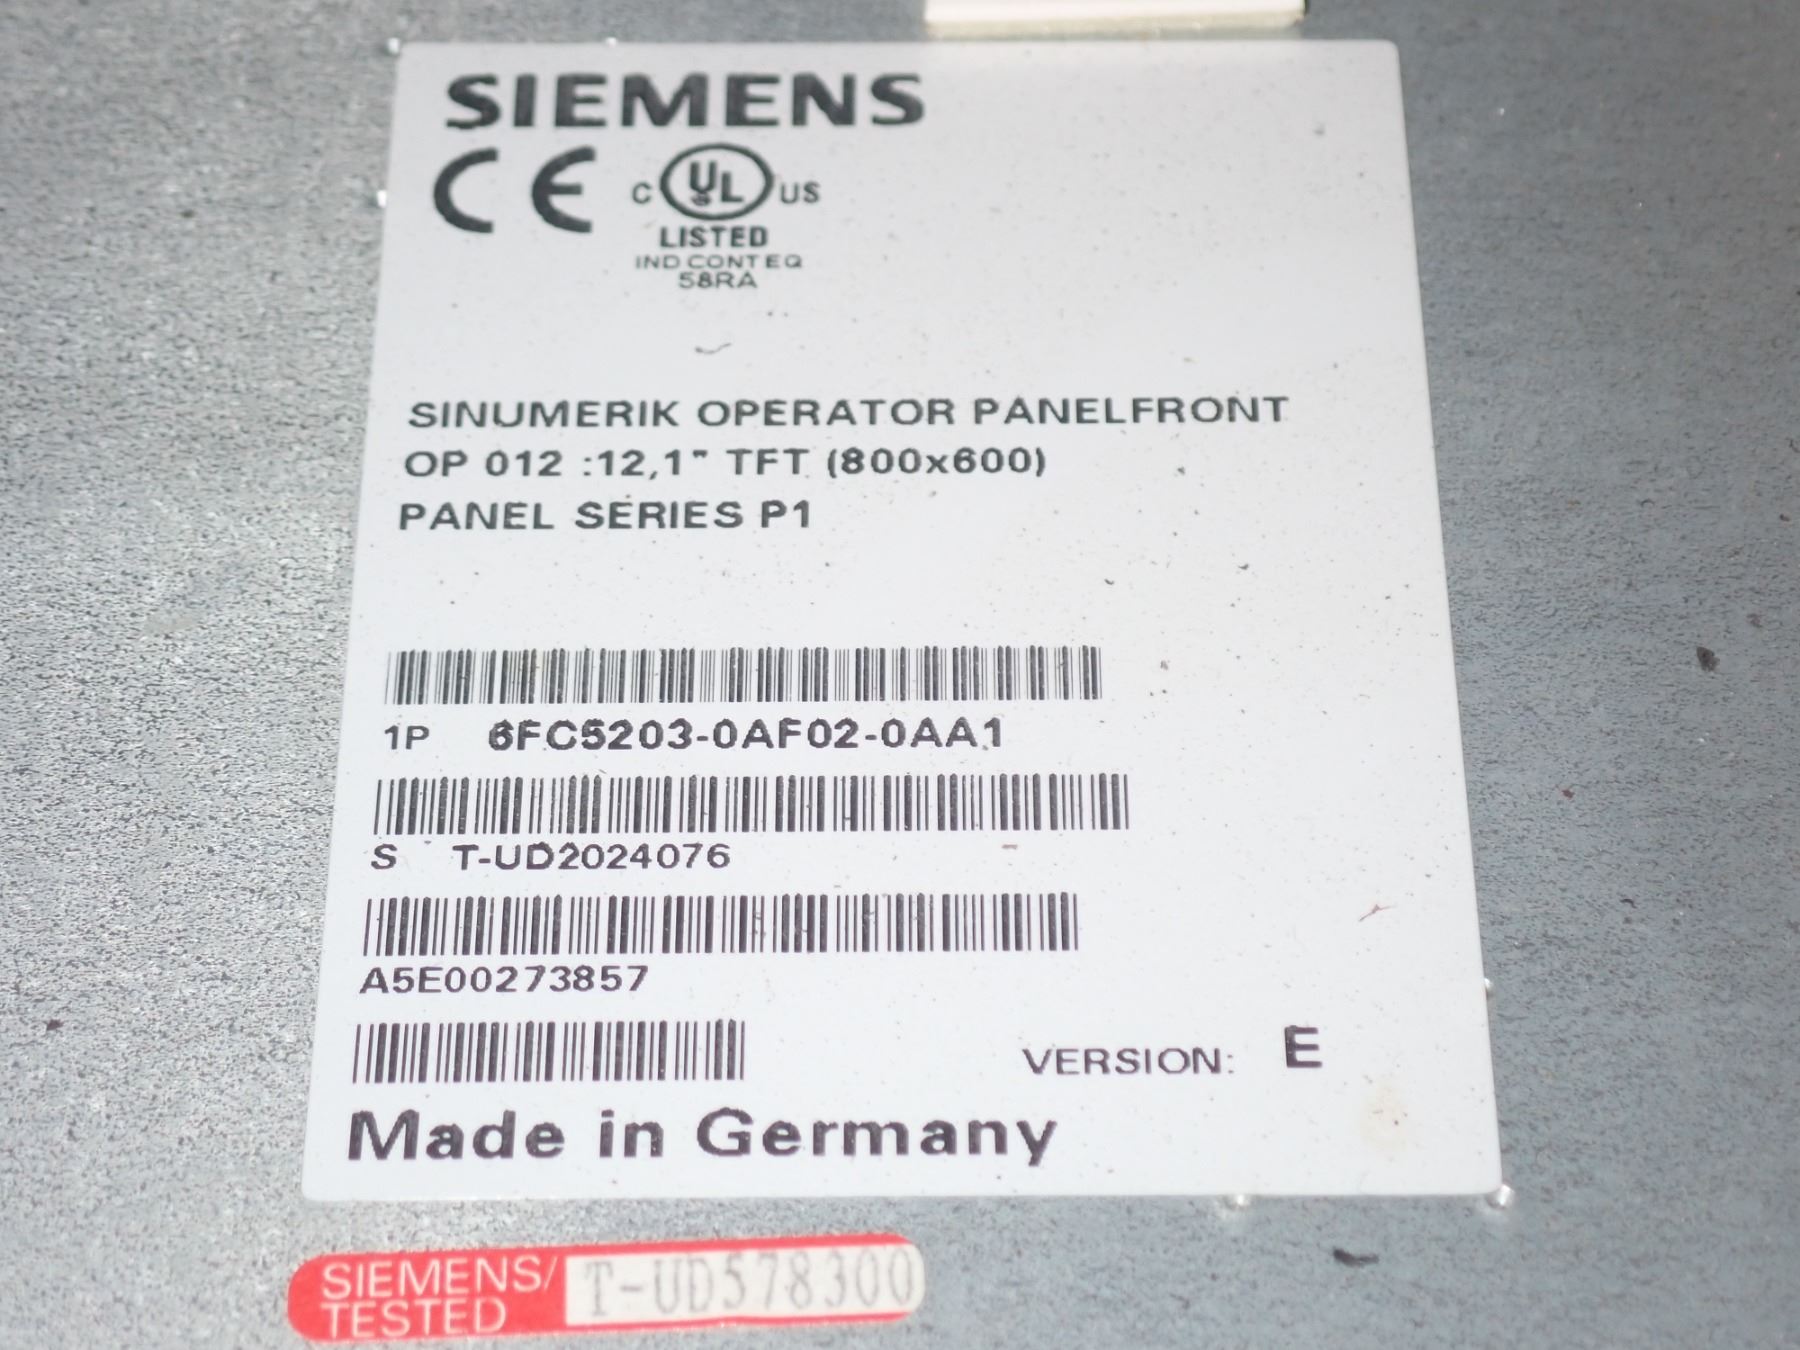 SIEMENS
CE C UL US
LISTED
IND CONT EQ
58RA
SINUMERIK OPERATOR PANELFRONT
OP 012 :12,1" TFT (800x600)
PANEL SERIES P1
1P 6FC5203-0AF02-0AA1
S T-UD2024076
A5E00273857
VERSION: E
Made in Germany
SIEMENS/ T-UD578300
TESTED